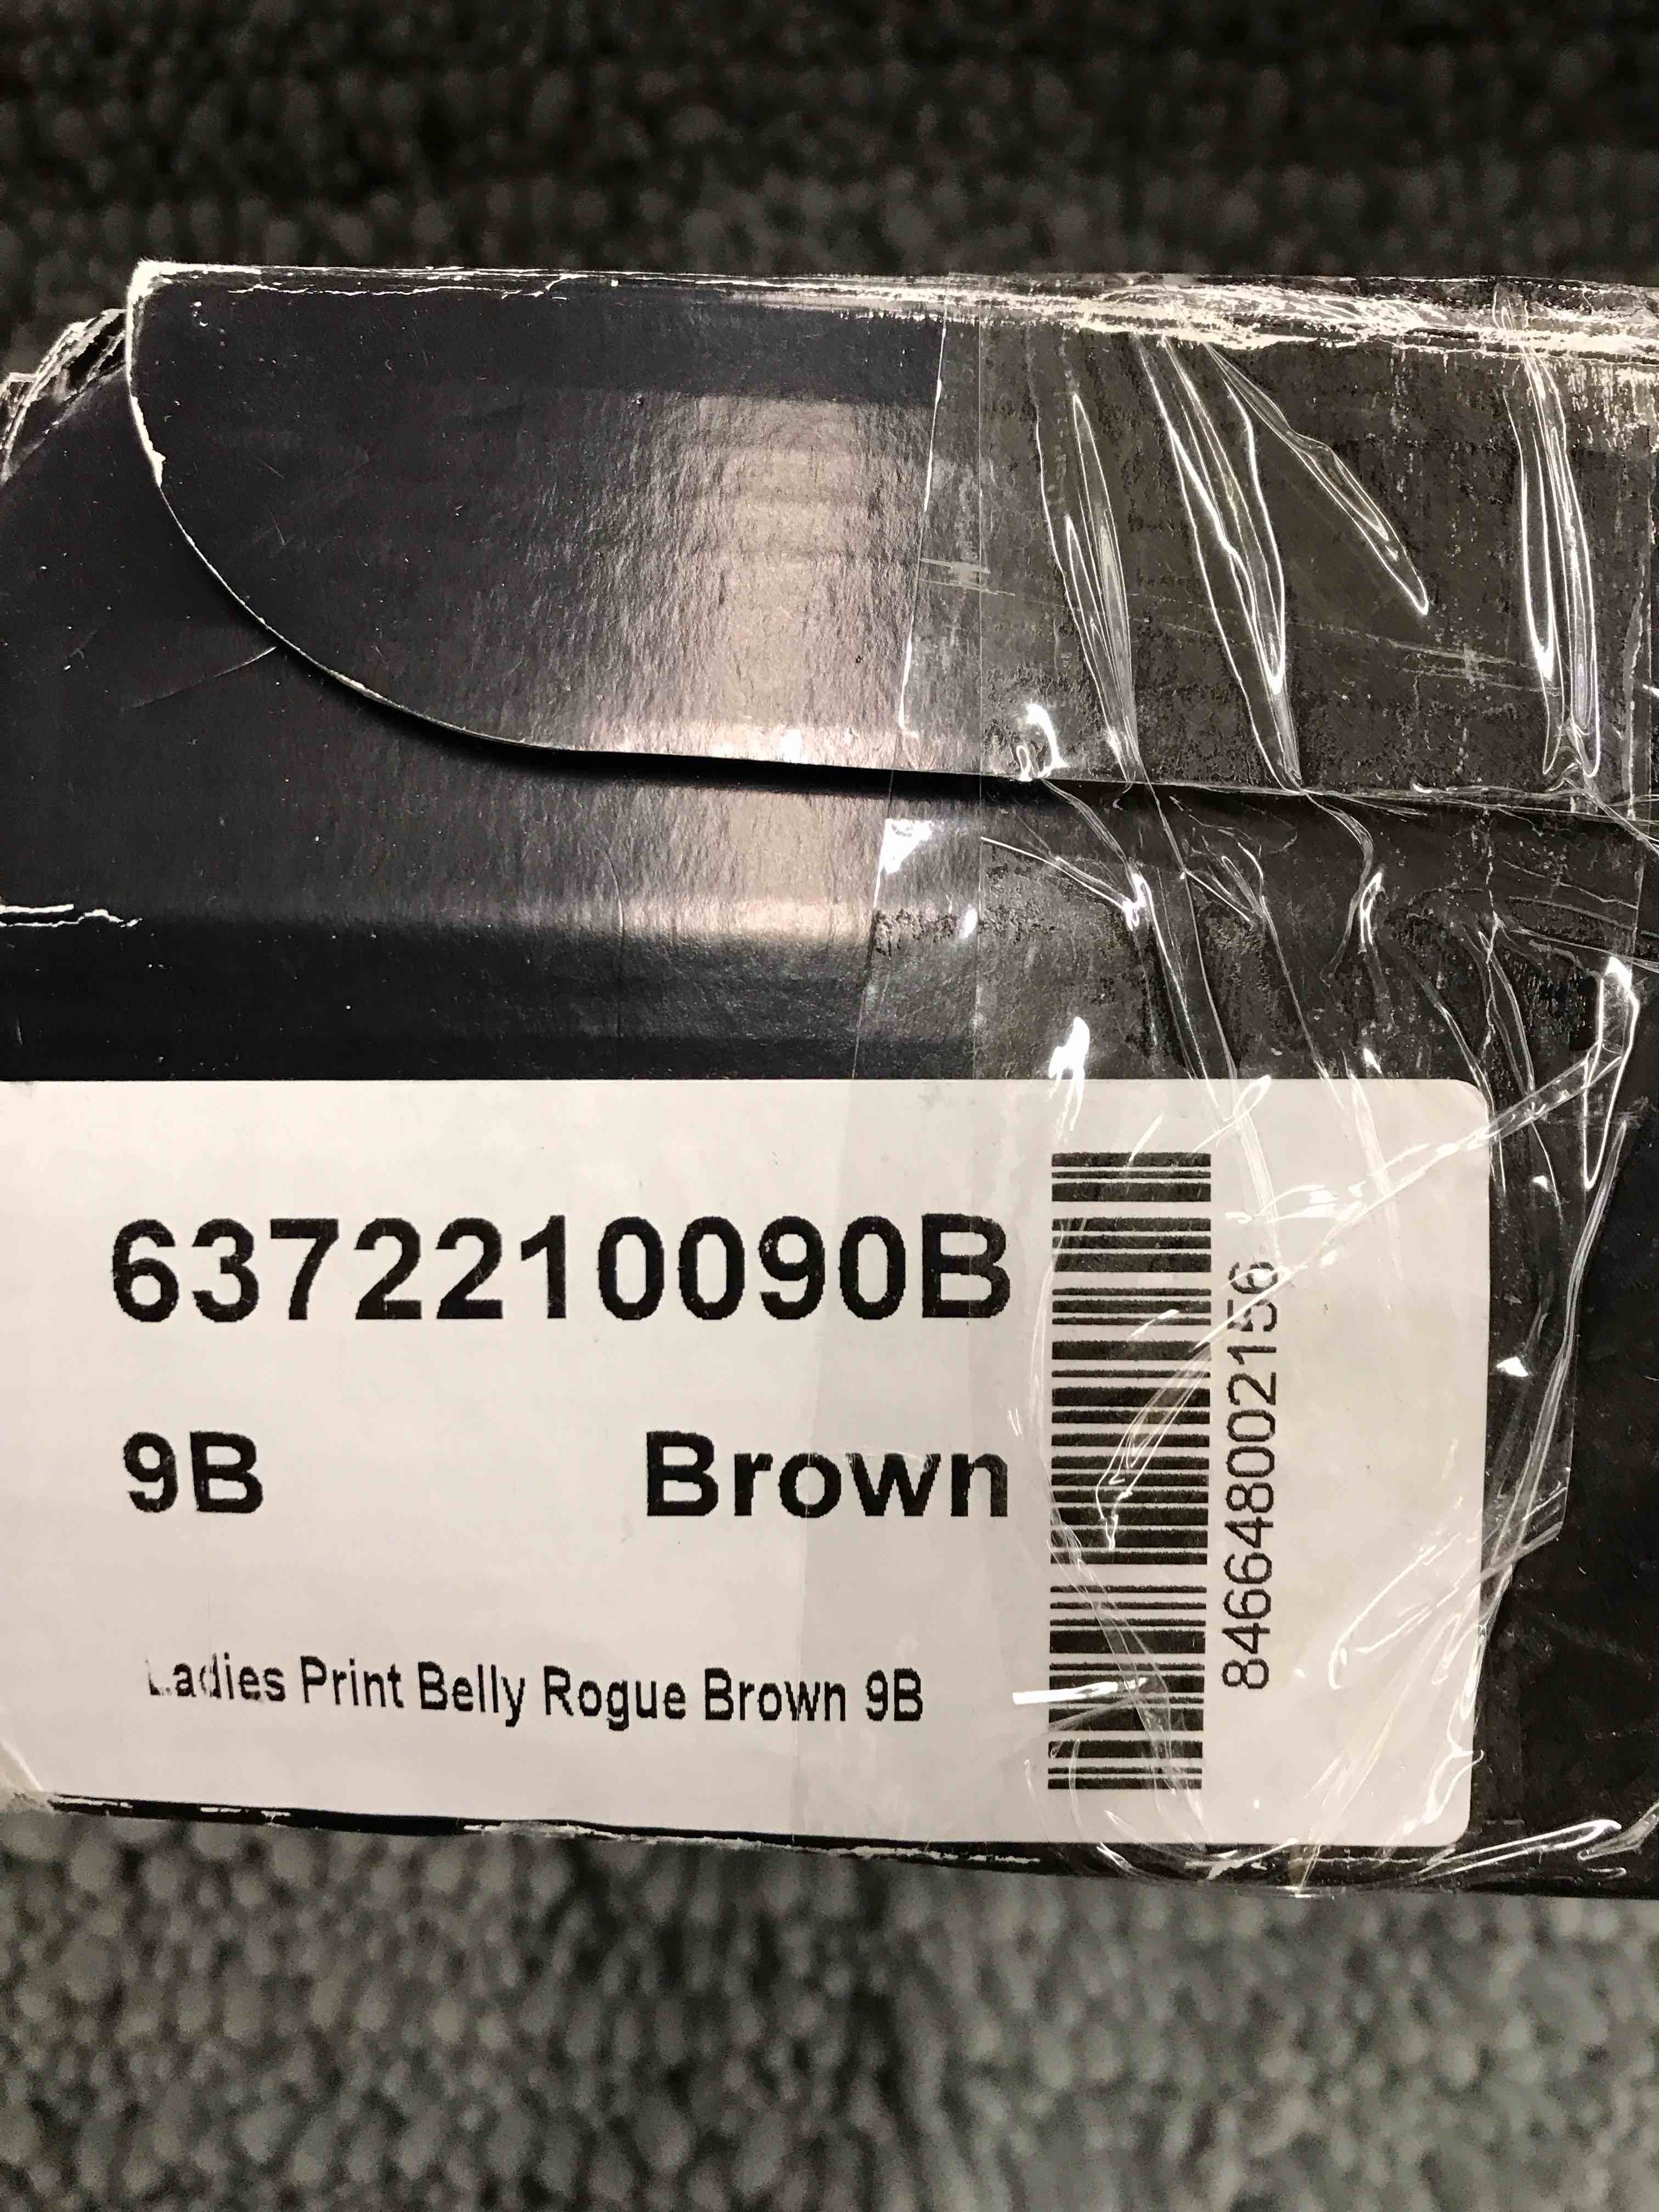 6372210090B
9B Brown
Ladies Print Belly Rogue Brown 9B
846648002156